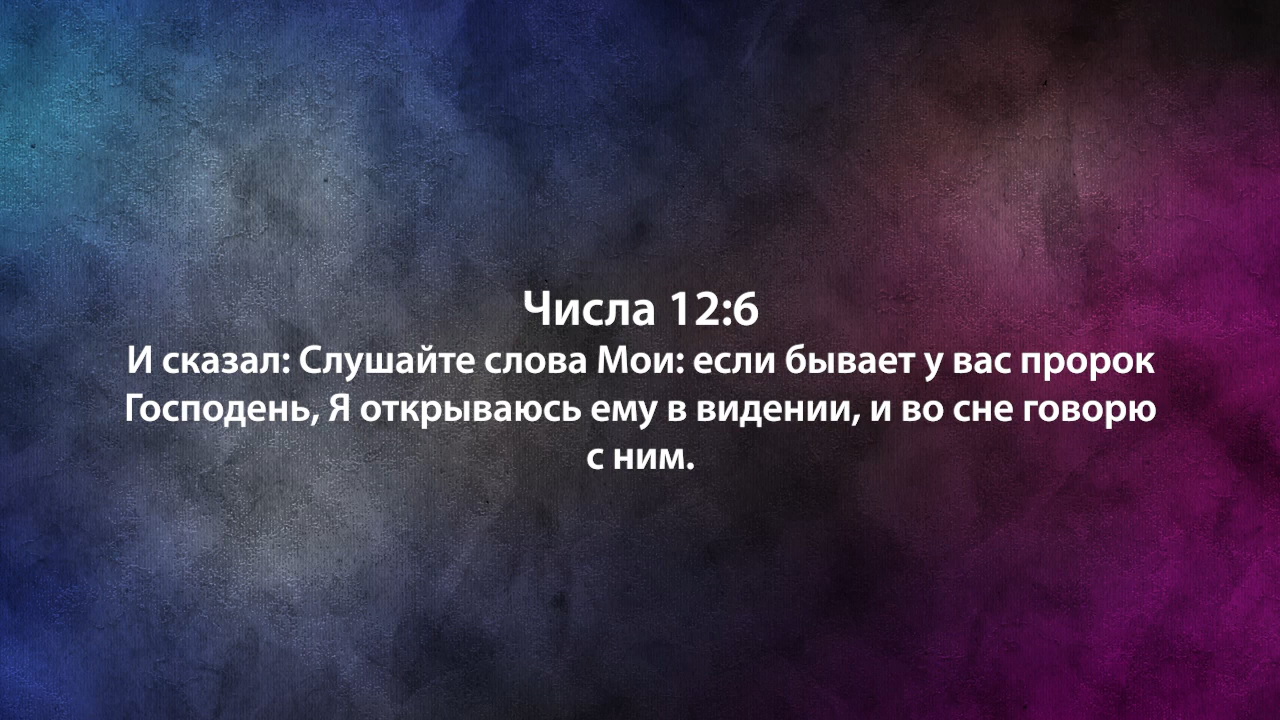 Числа 12:6
И сказал: Слушайте слова Мои: если бывает у вас пророк
Господень, Я открываюсь ему в видении, и во сне говорю
с ним.